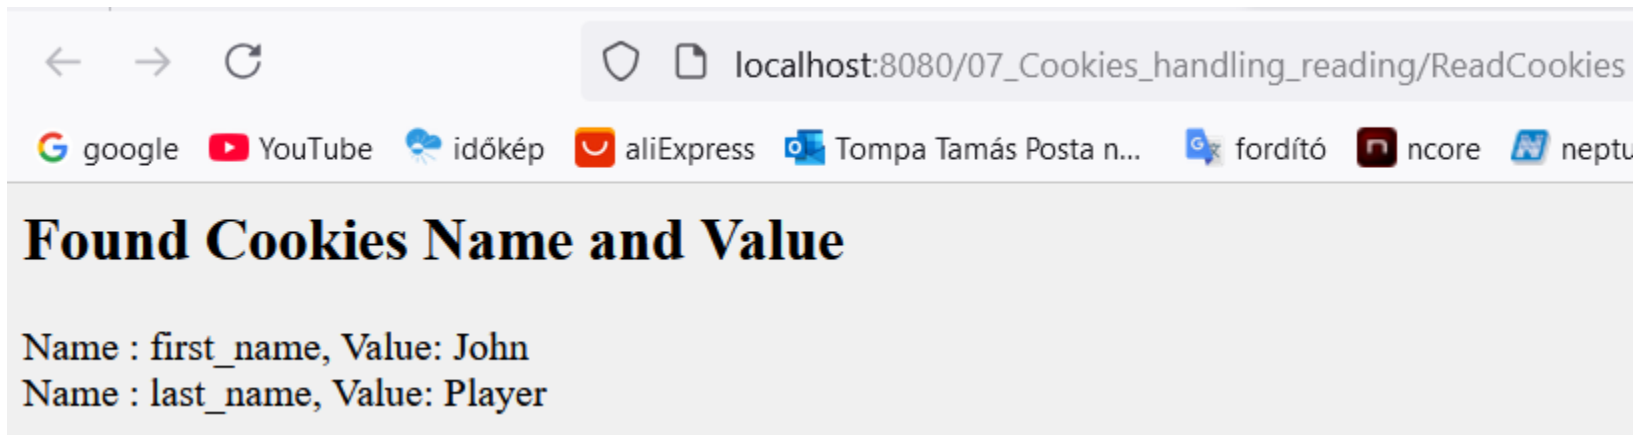 localhost:8080/07_Cookies_handling_reading/ReadCookies
google YouTube időkép aliExpress Tompa Tamás Posta n... fordító ncore neptu
Found Cookies Name and Value
Name : first_name, Value: John
Name : last_name, Value: Player